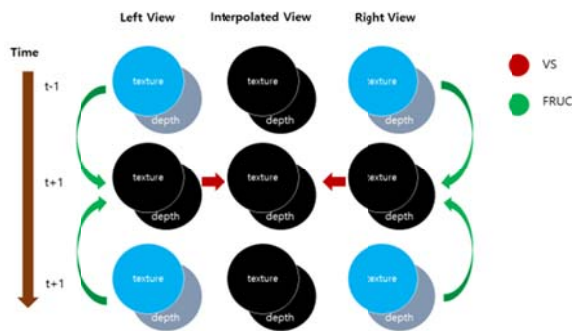 Left View Interpolated View Right View
Time
VS
FRUC
t-1
texture texture texture
depth depth depth
t+1
texture texture texture
depth depth depth
t+1
texture texture texture
depth depth depth